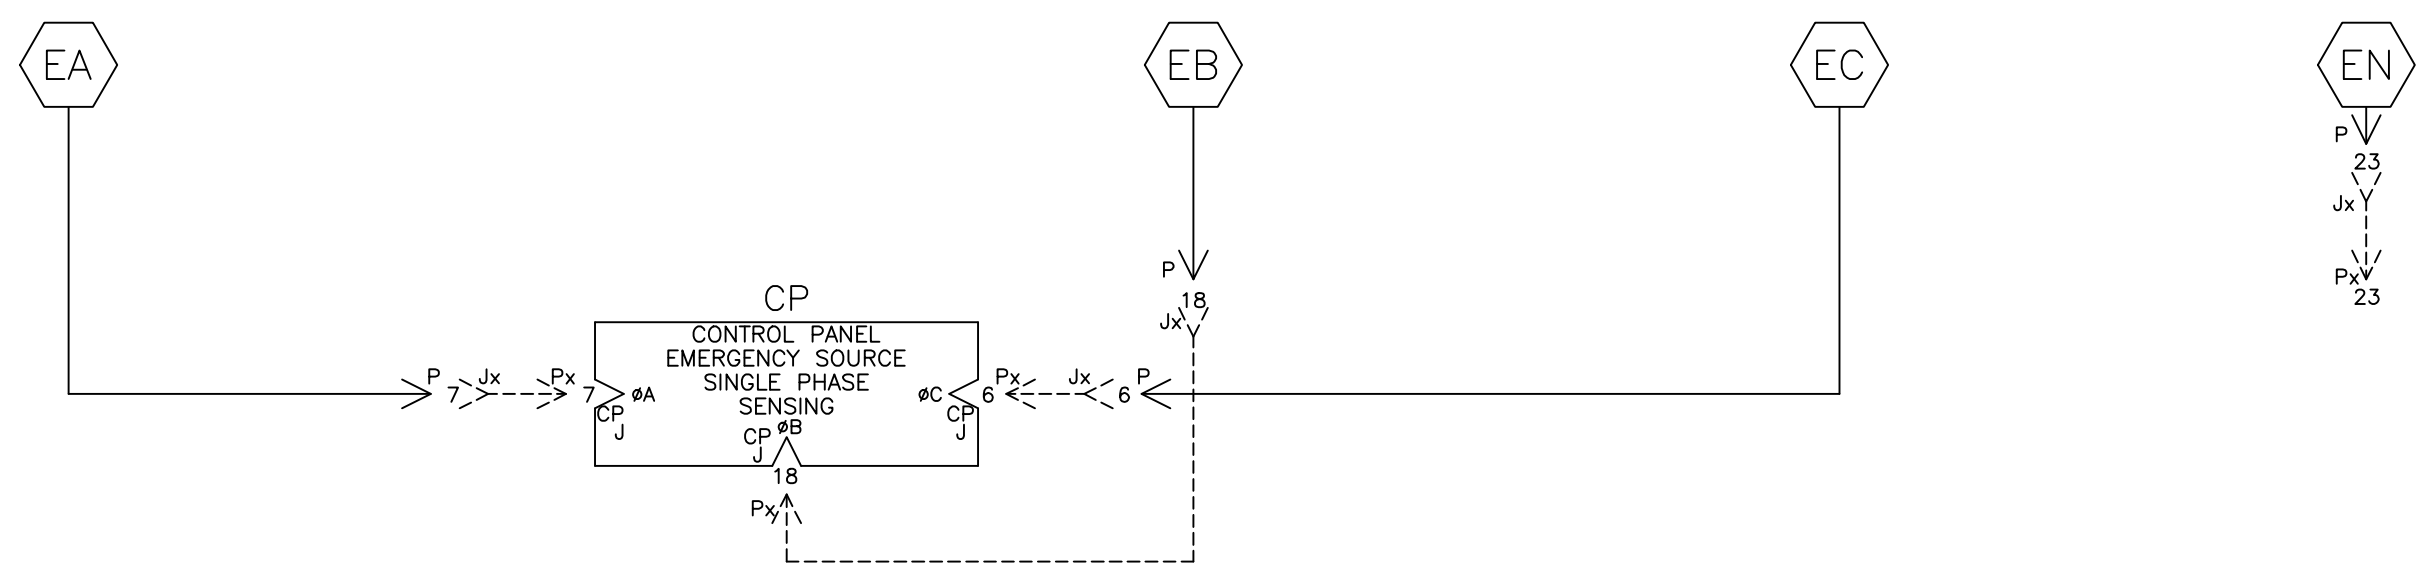 EA
EB
EC
EN
P
23
Jx
Px
23
P
18
Jx
CP
CONTROL PANEL
EMERGENCY SOURCE
SINGLE PHASE
SENSING
P
7
Jx
Px
7
øA
CP
J
øC
CP
J
6
Px
Jx
6
P
øB
CP
J
18
Px